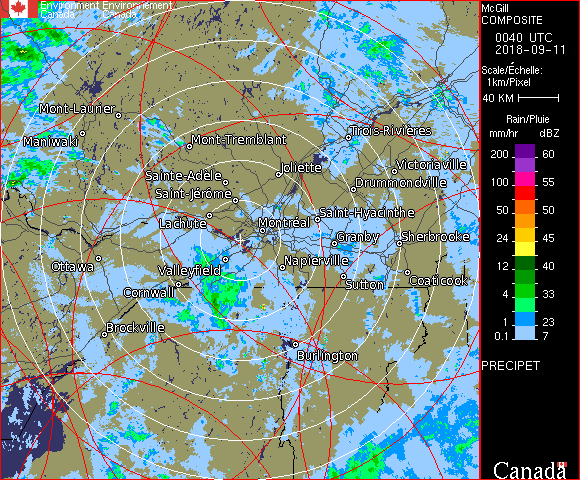 Environment Environnement
Canada Canada
Mont-Laurier
Maniwaki
Mont-Tremblant
Trois-Rivières
Sainte-Adèle
Joliette
Victoriaville
Saint-Jérôme
Drummondville
Lachute
Montréal
Saint-Hyacinthe
Granby
Sherbrooke
Ottawa
Valleyfield
Napierville
Cornwall
Sutton
Coaticook
Brockville
Burlington
McGill
COMPOSITE
0040 UTC
2018-09-11
Scale/Échelle:
1km/Pixel
40 KM
Rain/Pluie
mm/hr dBZ
200 60
100 55
50 50
24 45
12 40
4 33
1 23
0.1 7
PRECIPET
Canada